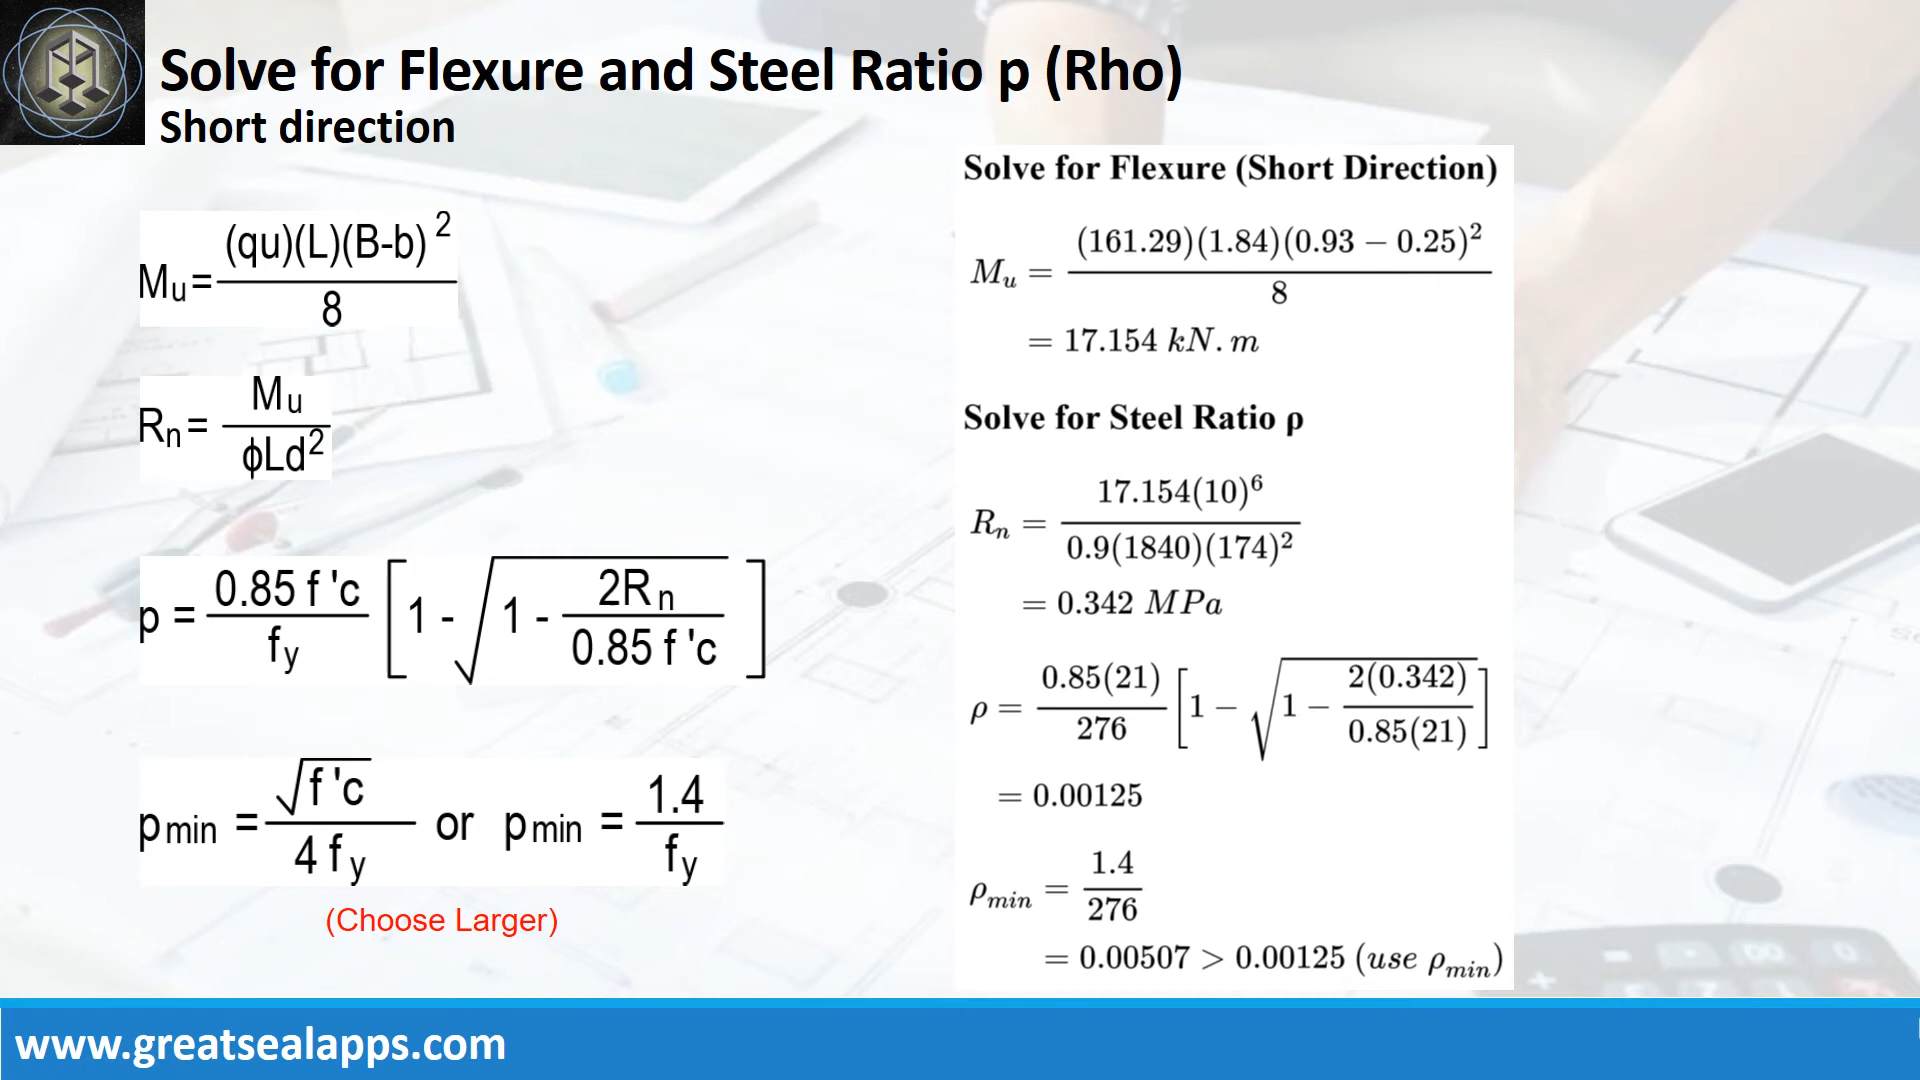 Solve for Flexure and Steel Ratio p (Rho)
Short direction
Mu = (qu)(L)(B-b)² / 8
Rn = Mu / ϕLd²
p = 0.85 f 'c / fy [1 - √(1 - 2Rn / 0.85 f 'c)]
pmin = √f 'c / 4 fy or pmin = 1.4 / fy
(Choose Larger)
Solve for Flexure (Short Direction)
Mu = (161.29)(1.84)(0.93 − 0.25)² / 8
= 17.154 kN.m
Solve for Steel Ratio ρ
Rn = 17.154(10)⁶ / 0.9(1840)(174)²
= 0.342 MPa
ρ = 0.85(21) / 276 [1 − √(1 − 2(0.342) / 0.85(21))]
= 0.00125
ρmin = 1.4 / 276
= 0.00507 > 0.00125 (use ρmin)
www.greatsealapps.com